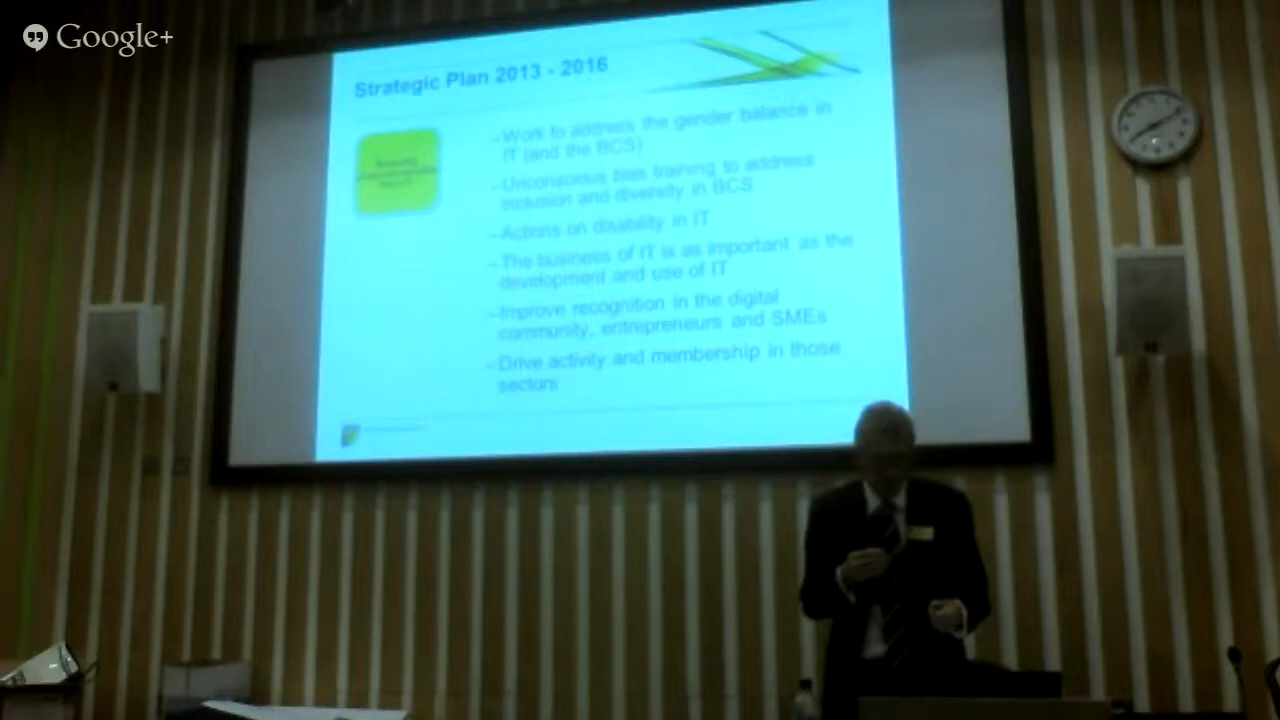 Google+
Strategic Plan 2013 - 2016
–Work to address the gender balance in
IT (and the BCS)
–Unconscious bias training to address
inclusion and diversity in BCS
–Actions on disability in IT
–The business of IT is as important as the
development and use of IT
–Improve recognition in the digital
community, entrepreneurs and SMEs
–Drive activity and membership in those
sectors